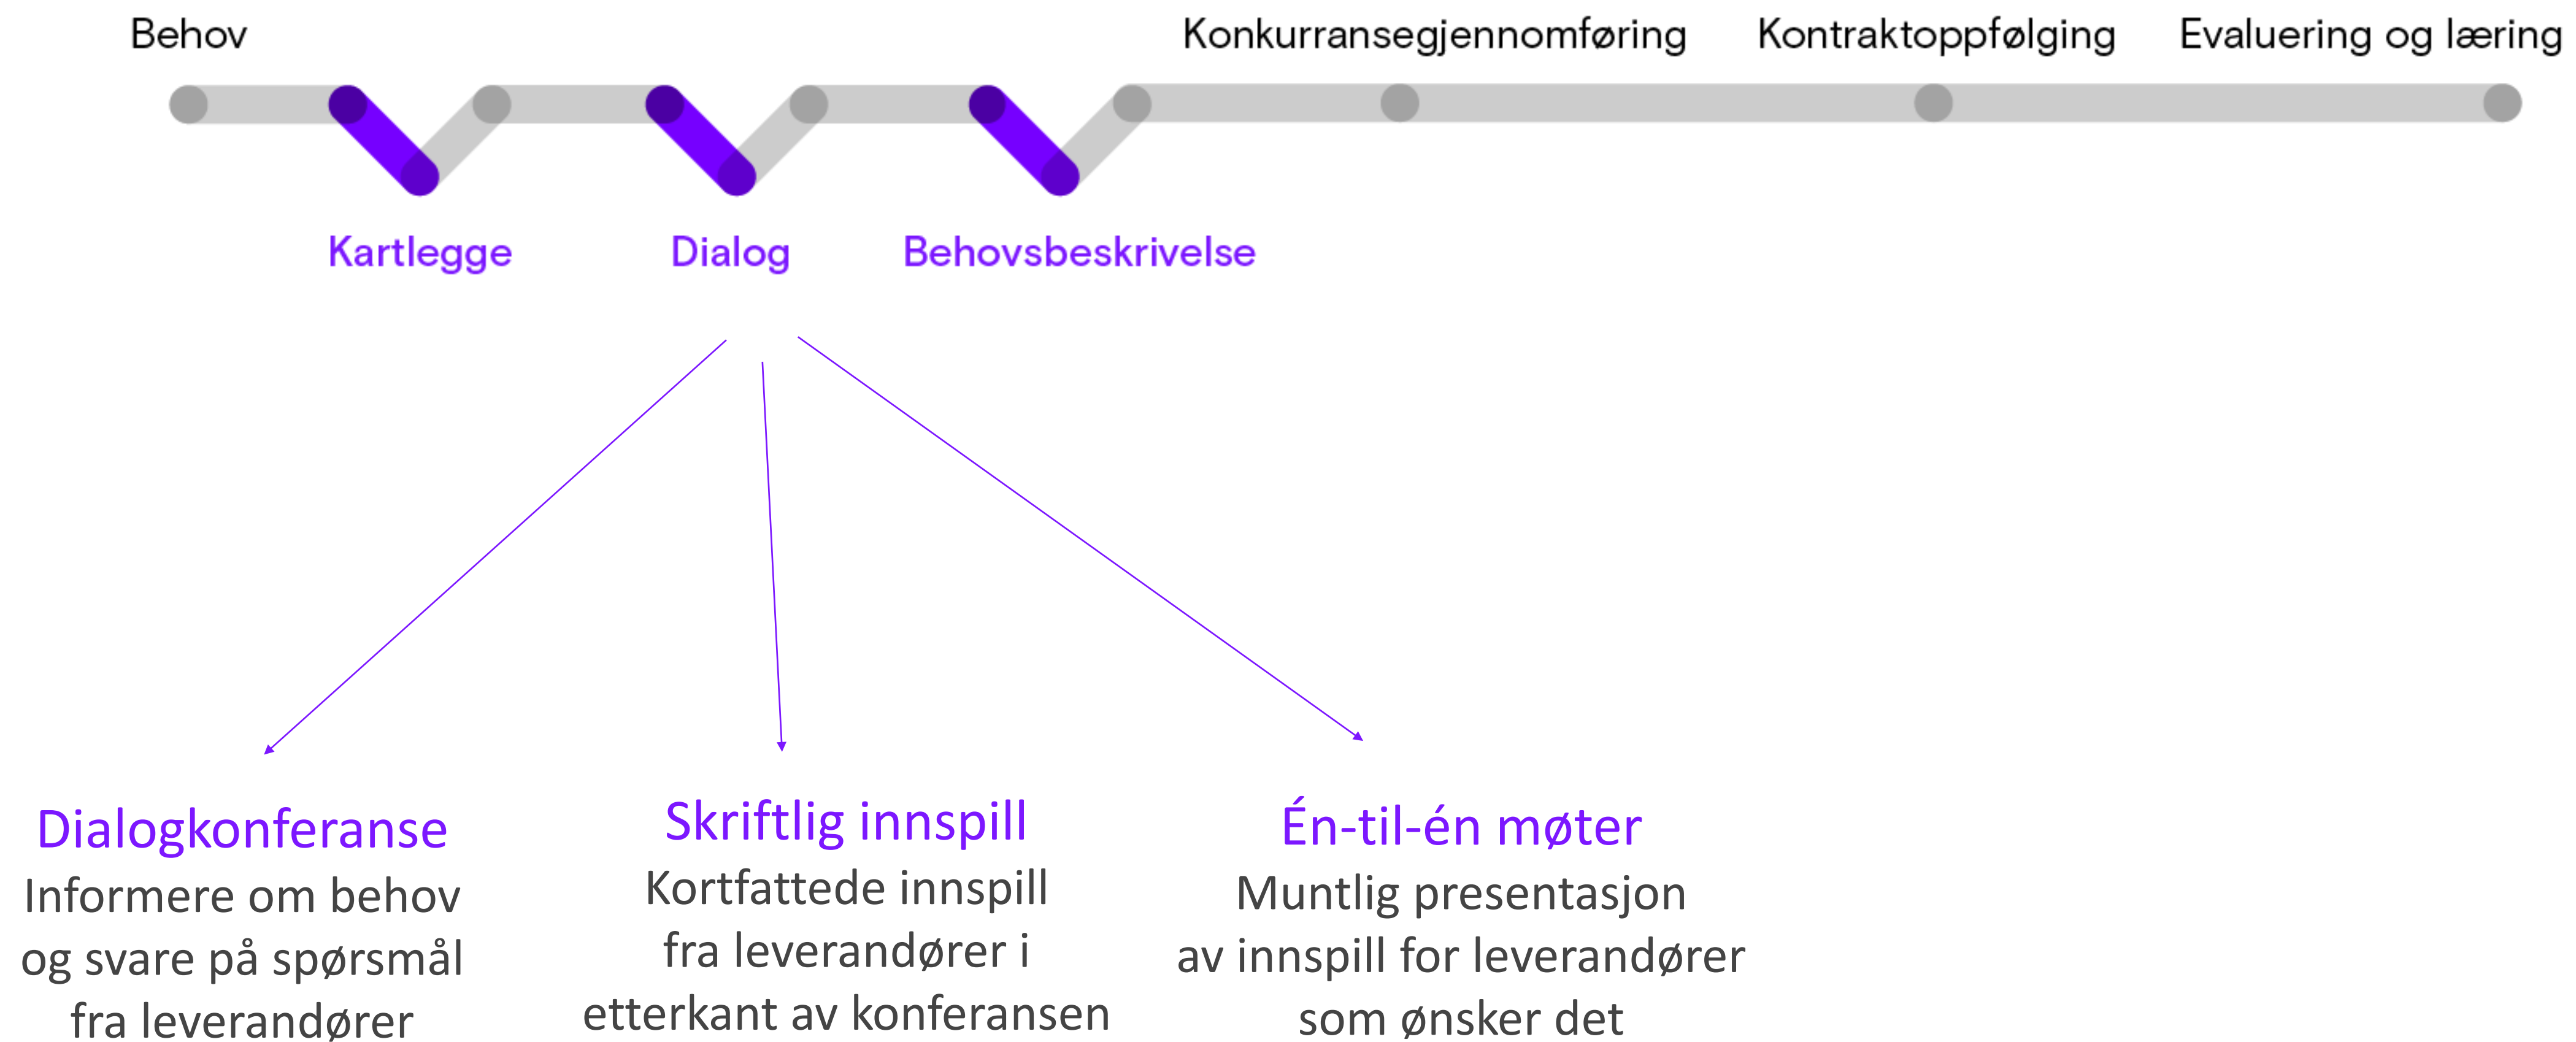 Behov
Konkurransegjennomføring
Kontraktoppfølging
Evaluering og læring
Kartlegge
Dialog
Behovsbeskrivelse
Dialogkonferanse
Informere om behov
og svare på spørsmål
fra leverandører
Skriftlig innspill
Kortfattede innspill
fra leverandører i
etterkant av konferansen
Én-til-én møter
Muntlig presentasjon
av innspill for leverandører
som ønsker det